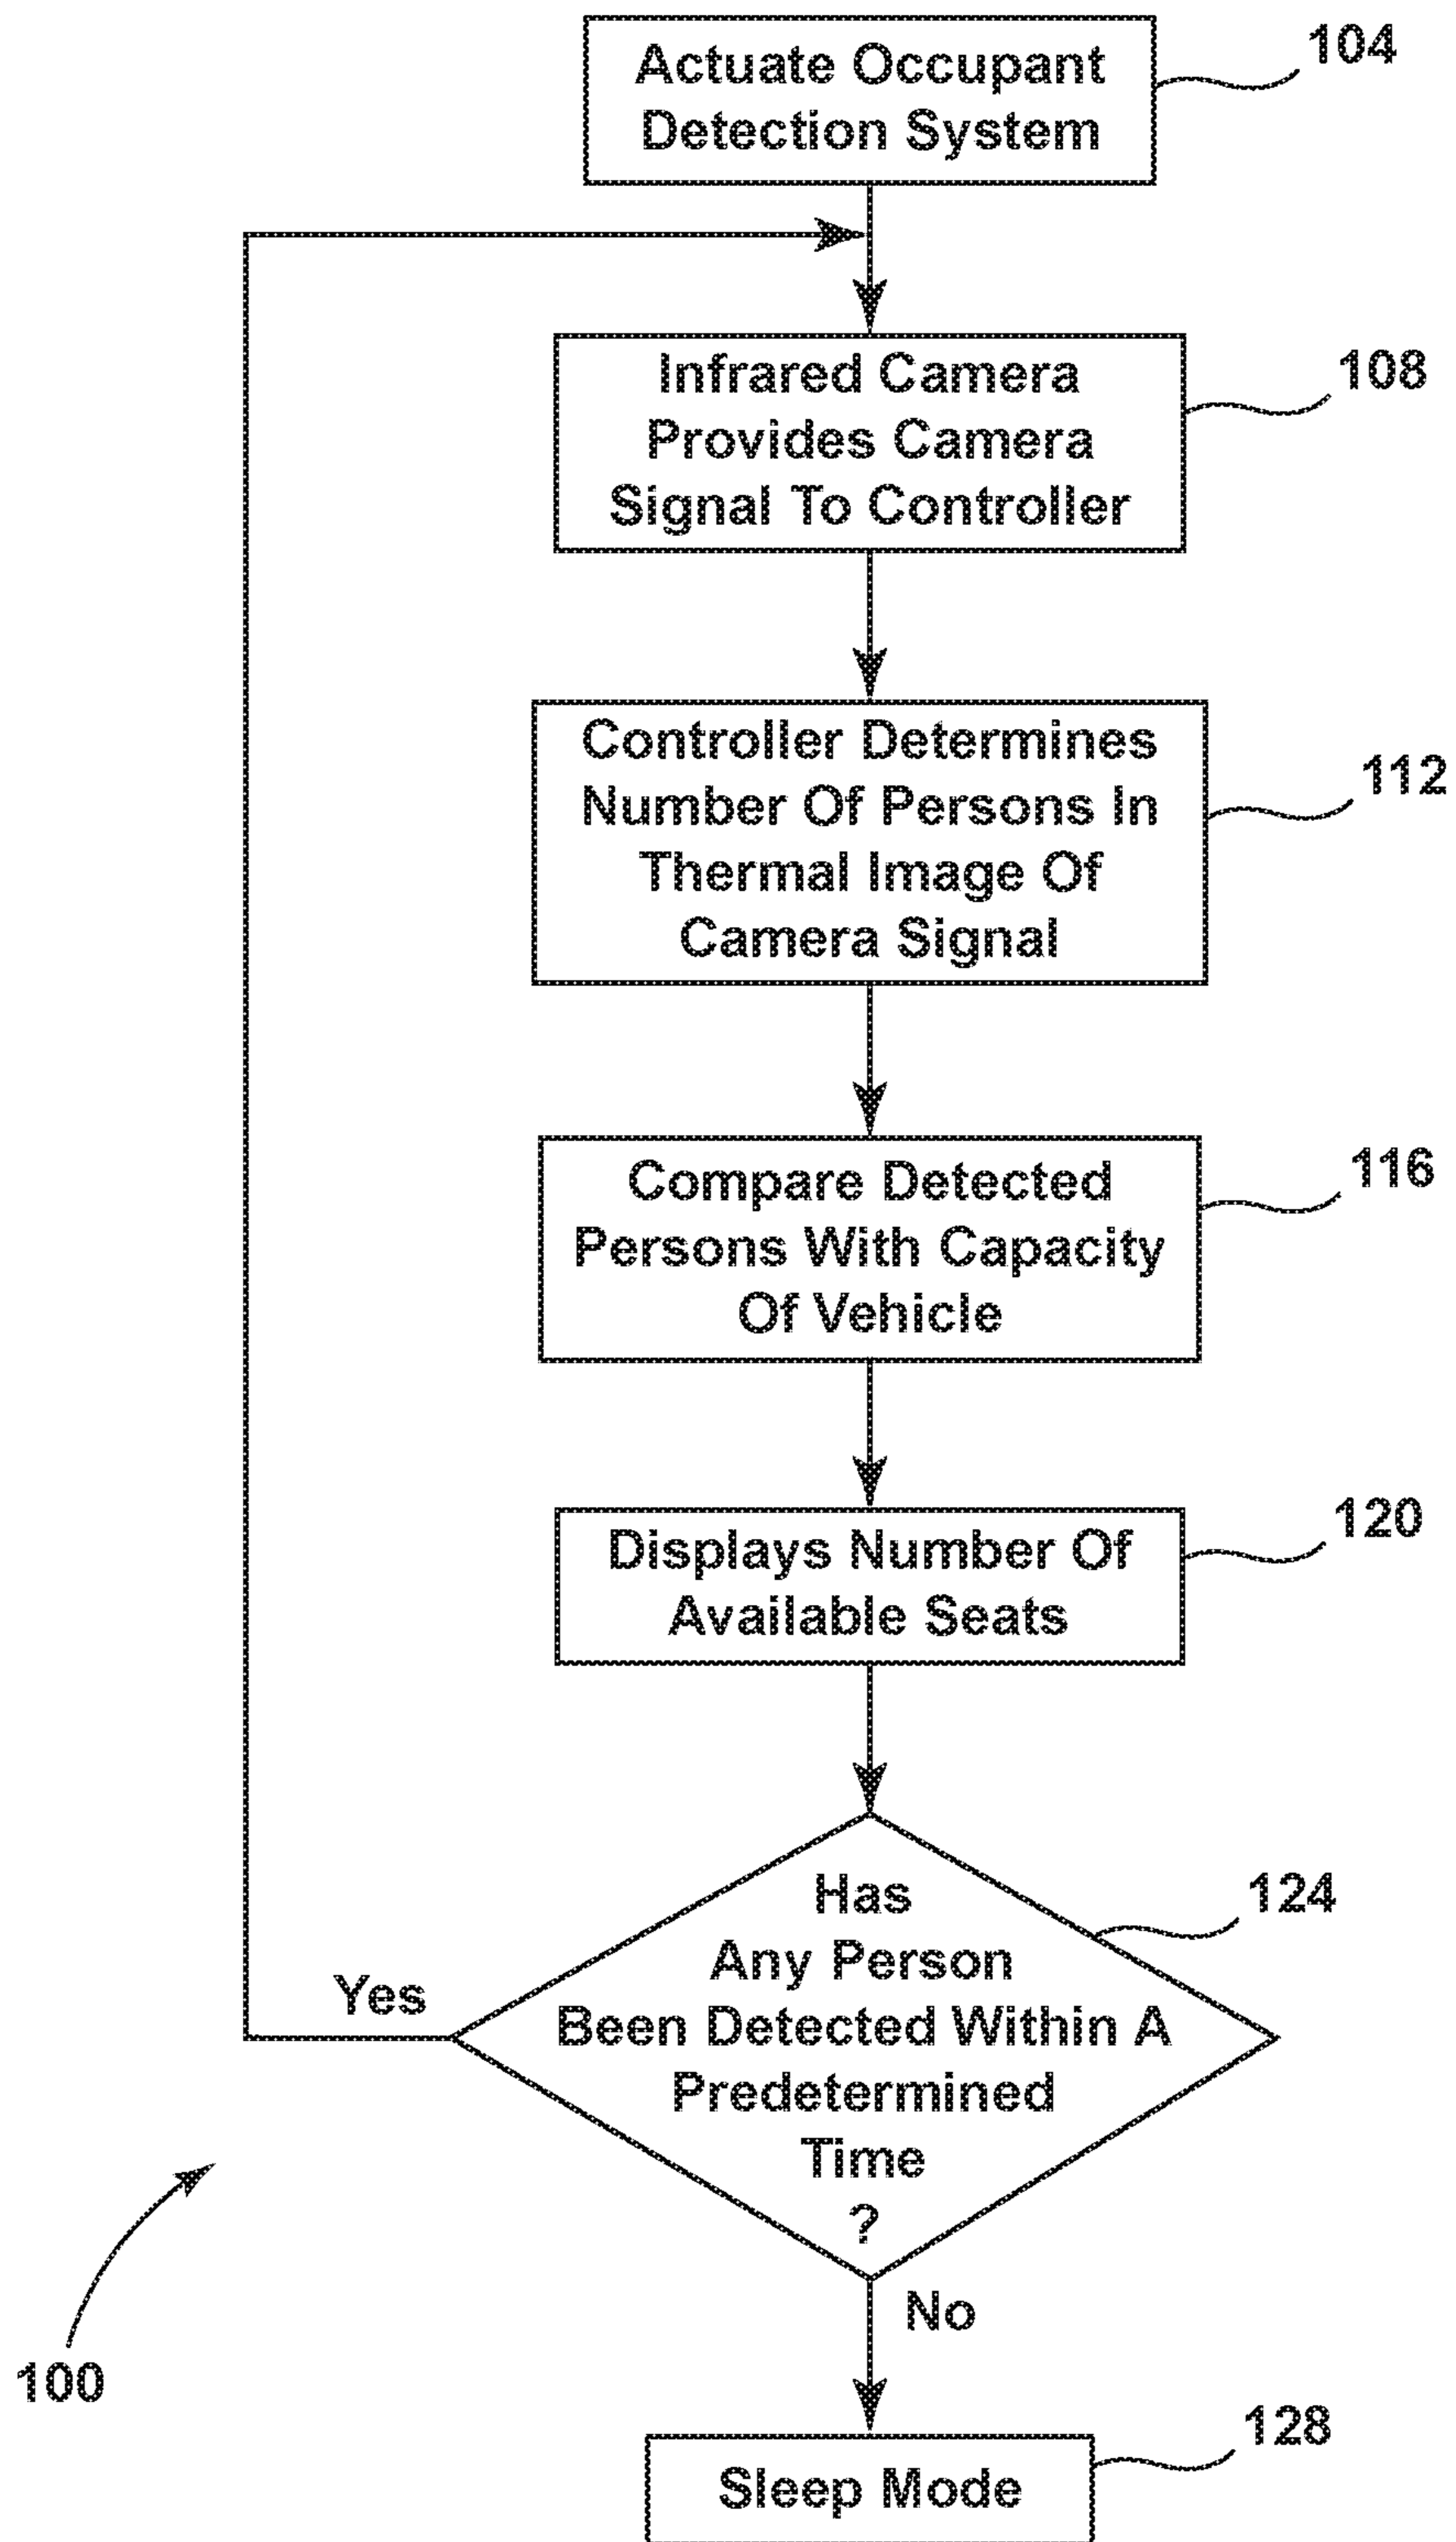 Actuate Occupant
Detection System
104
Infrared Camera
Provides Camera
Signal To Controller
108
Controller Determines
Number Of Persons In
Thermal Image Of
Camera Signal
112
Compare Detected
Persons With Capacity
Of Vehicle
116
Displays Number Of
Available Seats
120
Has
Any Person
Been Detected Within A
Predetermined
Time
?
124
Yes
No
100
Sleep Mode
128